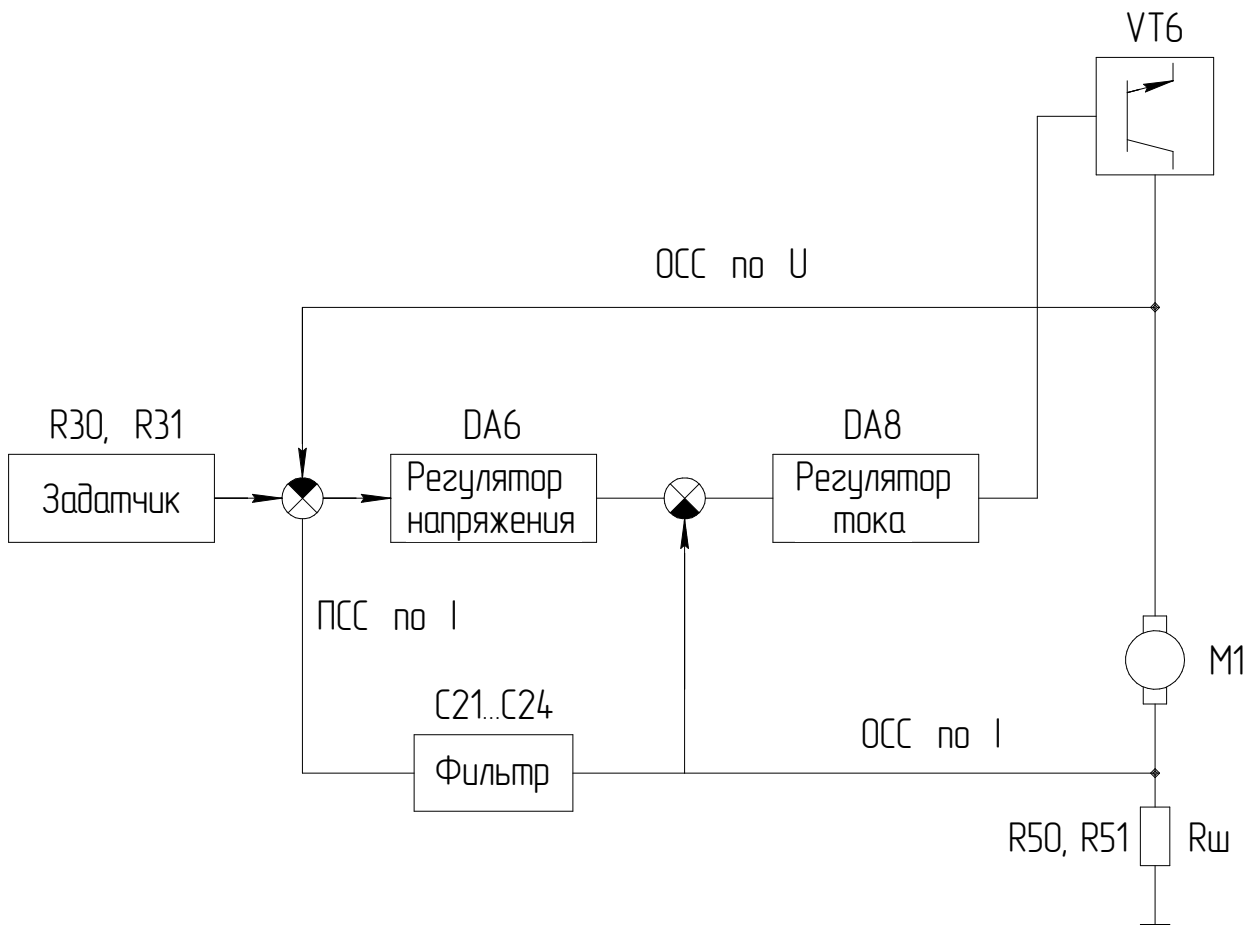 VT6
ОСС по U
R30, R31
DA6
DA8
Задатчик
Регулятор
напряжения
Регулятор
тока
ПСС по I
M1
C21...C24
ОСС по I
Фильтр
R50, R51
Rш